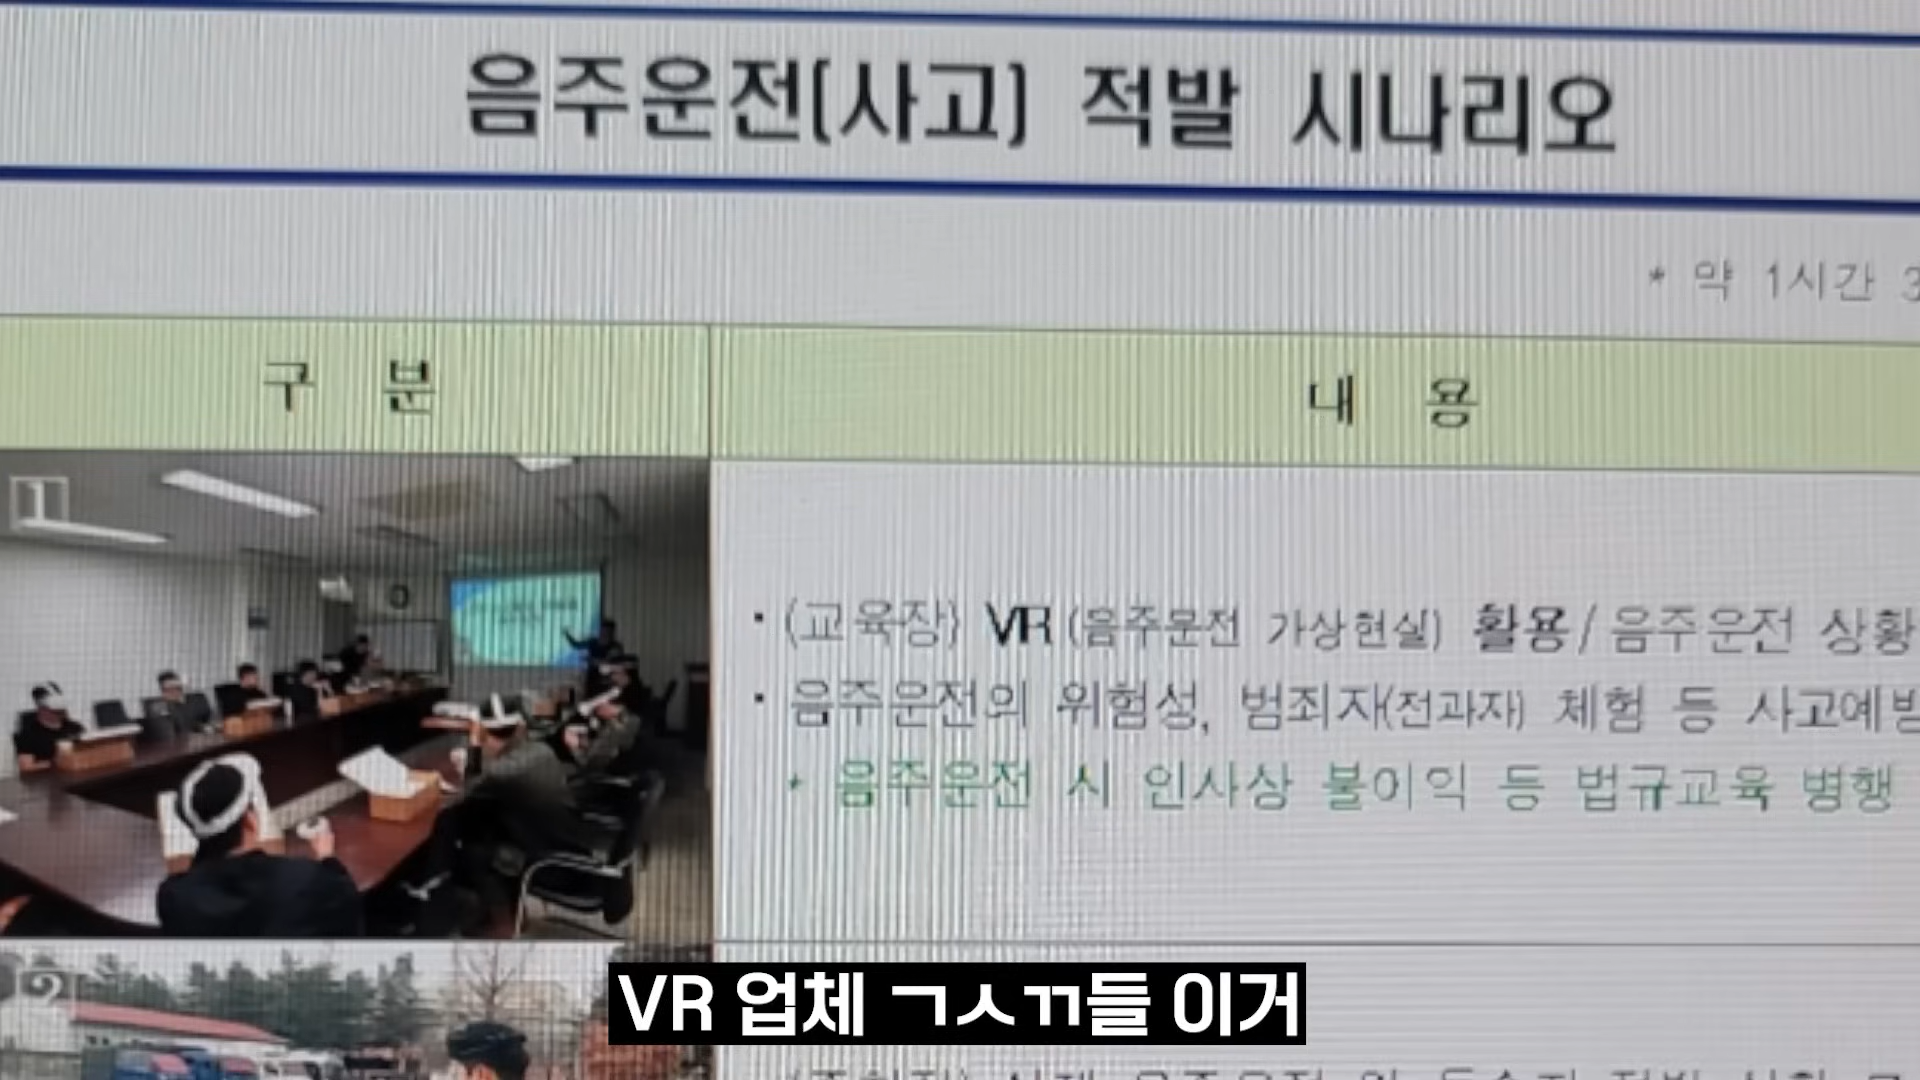 음주운전(사고) 적발 시나리오
* 약 1시간 3
구 분
내 용
1
· (교육장) VR(음주운전 가상현실) 활용/음주운전 상황
· 음주운전의 위험성, 범죄자(전과자) 체험 등 사고예방
* 음주운전 시 인사상 불이익 등 법규교육 병행
2
VR 업체 ㄱㅅㄲ들 이거